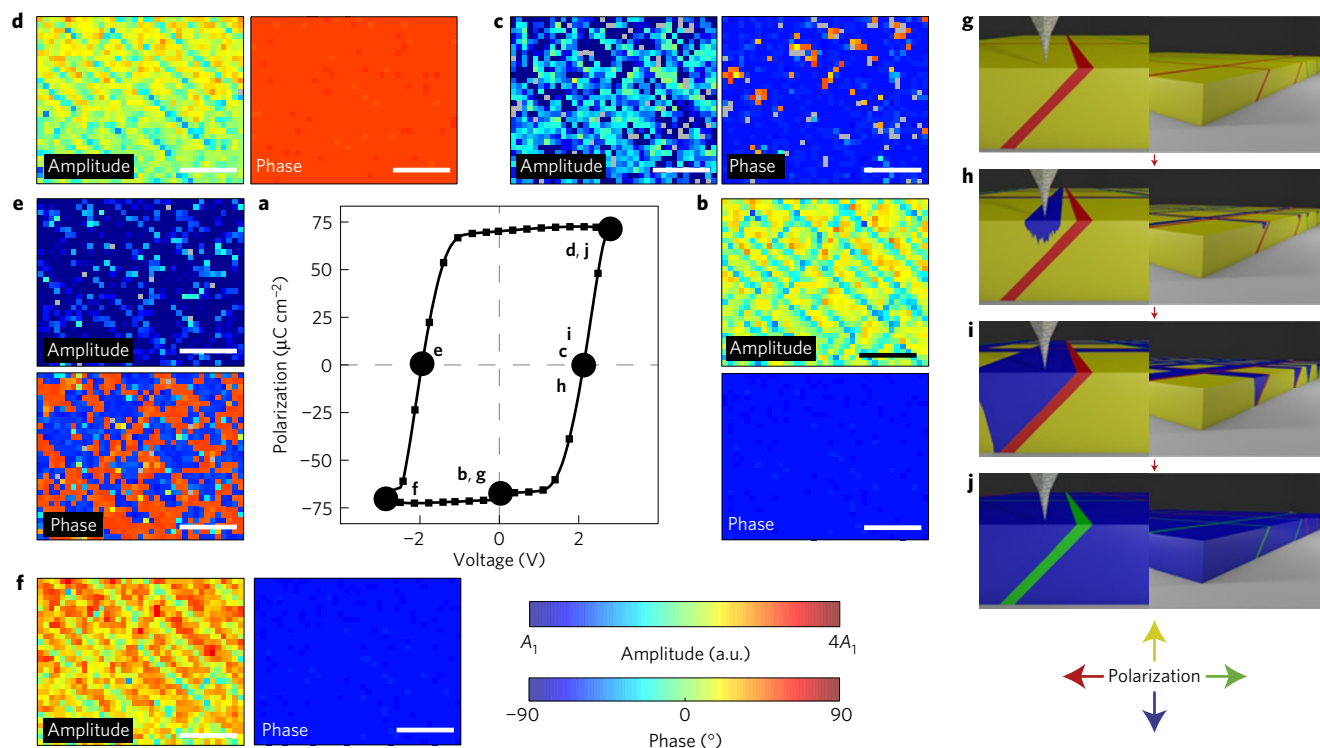 d
Amplitude
Phase
c
Amplitude
Phase
g
e
Amplitude
Phase
a
75
50
25
0
−25
−50
−75
−2
0
2
Polarization (µC cm−2)
Voltage (V)
d, j
i
c
h
e
b, g
f
b
Amplitude
Phase
h
i
j
f
Amplitude
Phase
A1
4A1
Amplitude (a.u.)
−90
0
90
Phase (°)
Polarization